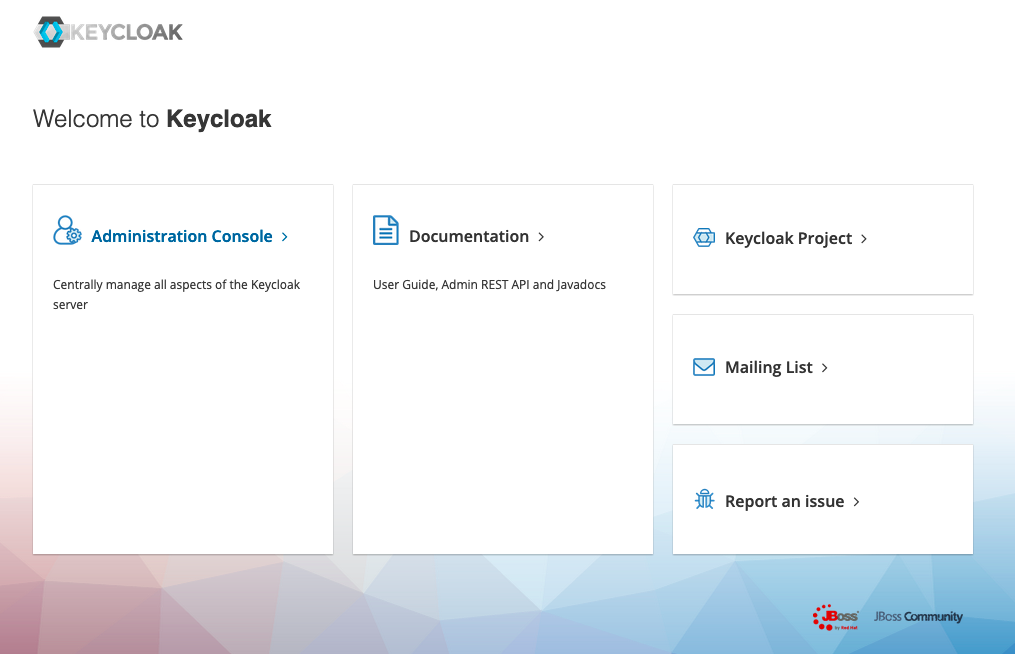 KEYCLOAK
Welcome to Keycloak
Administration Console
Centrally manage all aspects of the Keycloak
server
Documentation
User Guide, Admin REST API and Javadocs
Keycloak Project
Mailing List
Report an issue
JBoss
by Red Hat
JBoss Community